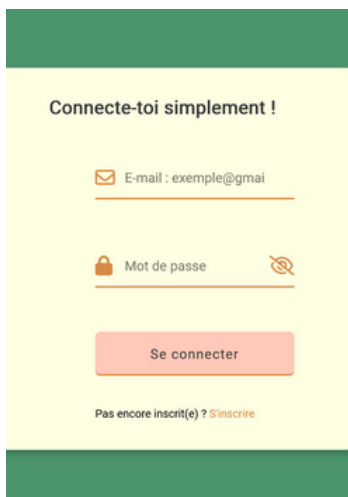 Connecte-toi simplement !
E-mail : exemple@gmai
Mot de passe
Se connecter
Pas encore inscrit(e) ? S'inscrire